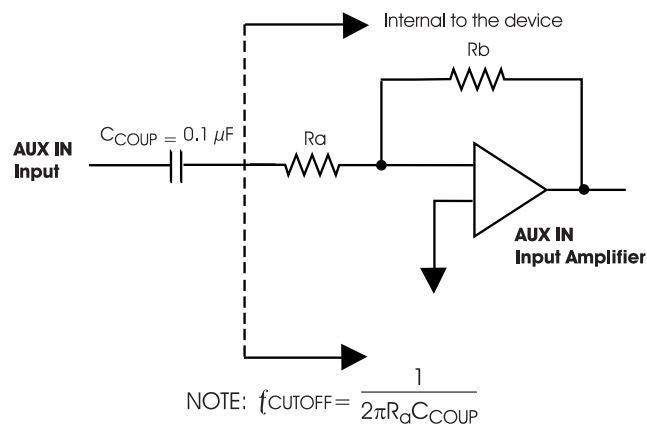 Internal to the device
Rb
CCOUP = 0.1 µF
Ra
AUX IN
Input
AUX IN
Input Amplifier
NOTE: fCUTOFF = 1 / 2πRaCCOUP